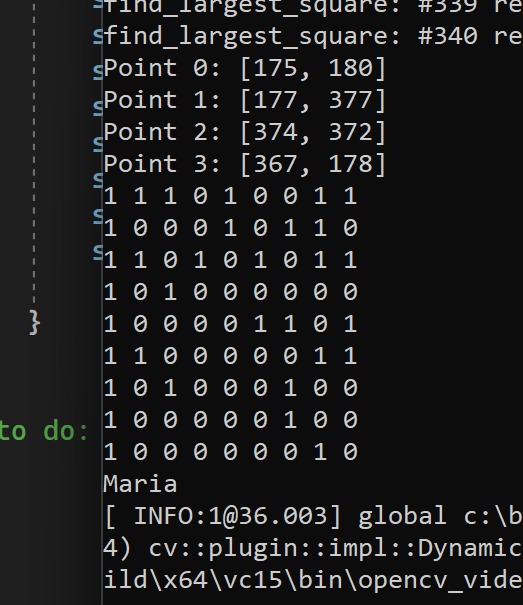 find_largest_square: #339 re
find_largest_square: #340 re
Point 0: [175, 180]
Point 1: [177, 377]
Point 2: [374, 372]
Point 3: [367, 178]
1 1 1 0 1 0 0 1 1
1 0 0 0 1 0 1 1 0
1 1 0 1 0 1 0 1 1
1 0 1 0 0 0 0 0 0
1 0 0 0 0 1 1 0 1
1 1 0 0 0 0 0 1 1
1 0 1 0 0 0 1 0 0
1 0 0 0 0 0 1 0 0
1 0 0 0 0 0 0 1 0
Maria
[ INFO:1@36.003] global c:\b
4) cv::plugin::impl::Dynamic
ild\x64\vc15\bin\opencv_vide
s
s
s
s
s
s
s
s
}
to do: